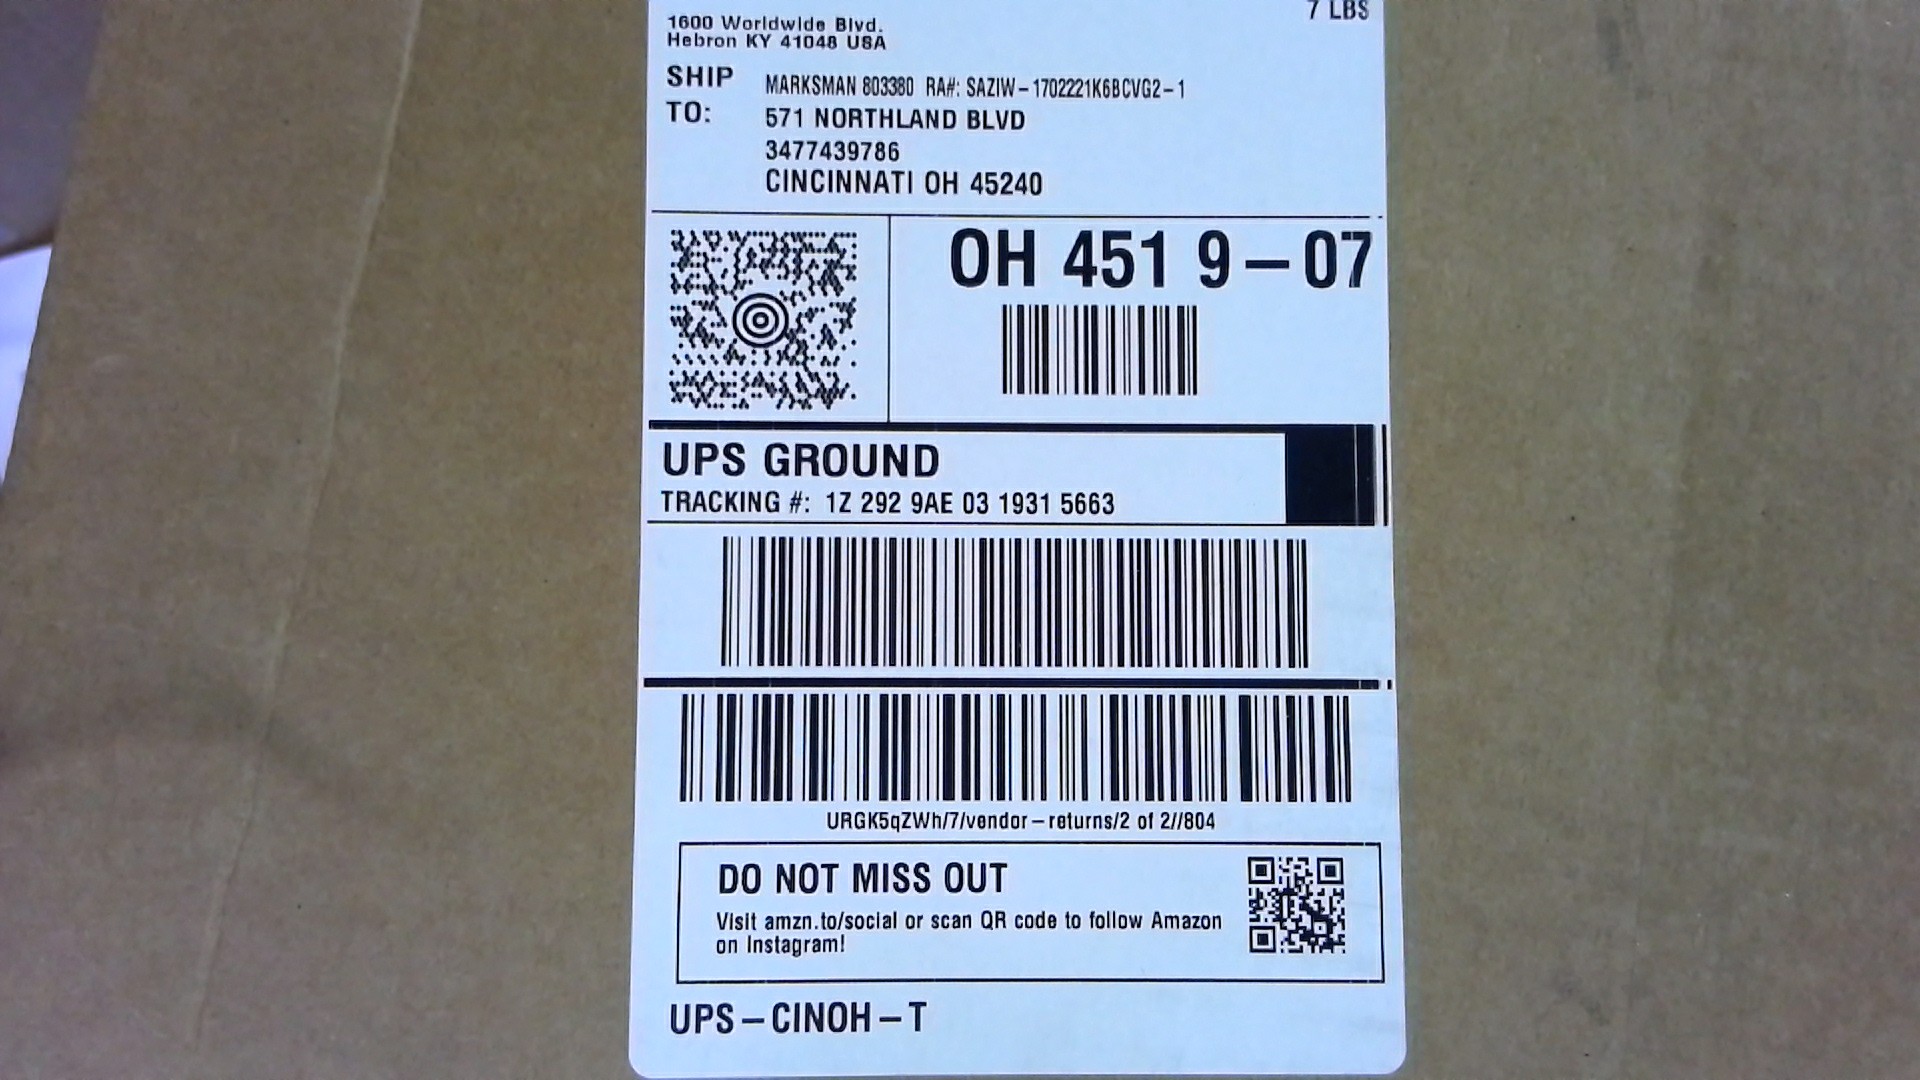 1600 Worldwide Blvd.
7 LBS
Hebron KY 41048 USA
SHIP TO:
MARKSMAN 803380 RA#: SAZIW-1702221K6BCVG2-1
571 NORTHLAND BLVD
3477439786
CINCINNATI OH 45240
OH 451 9-07
UPS GROUND
TRACKING #: 1Z 292 9AE 03 1931 5663
URGK5qZWh/7/vendor-returns/2 of 2//804
DO NOT MISS OUT
Visit amzn.to/social or scan QR code to follow Amazon
on Instagram!
UPS-CINOH-T